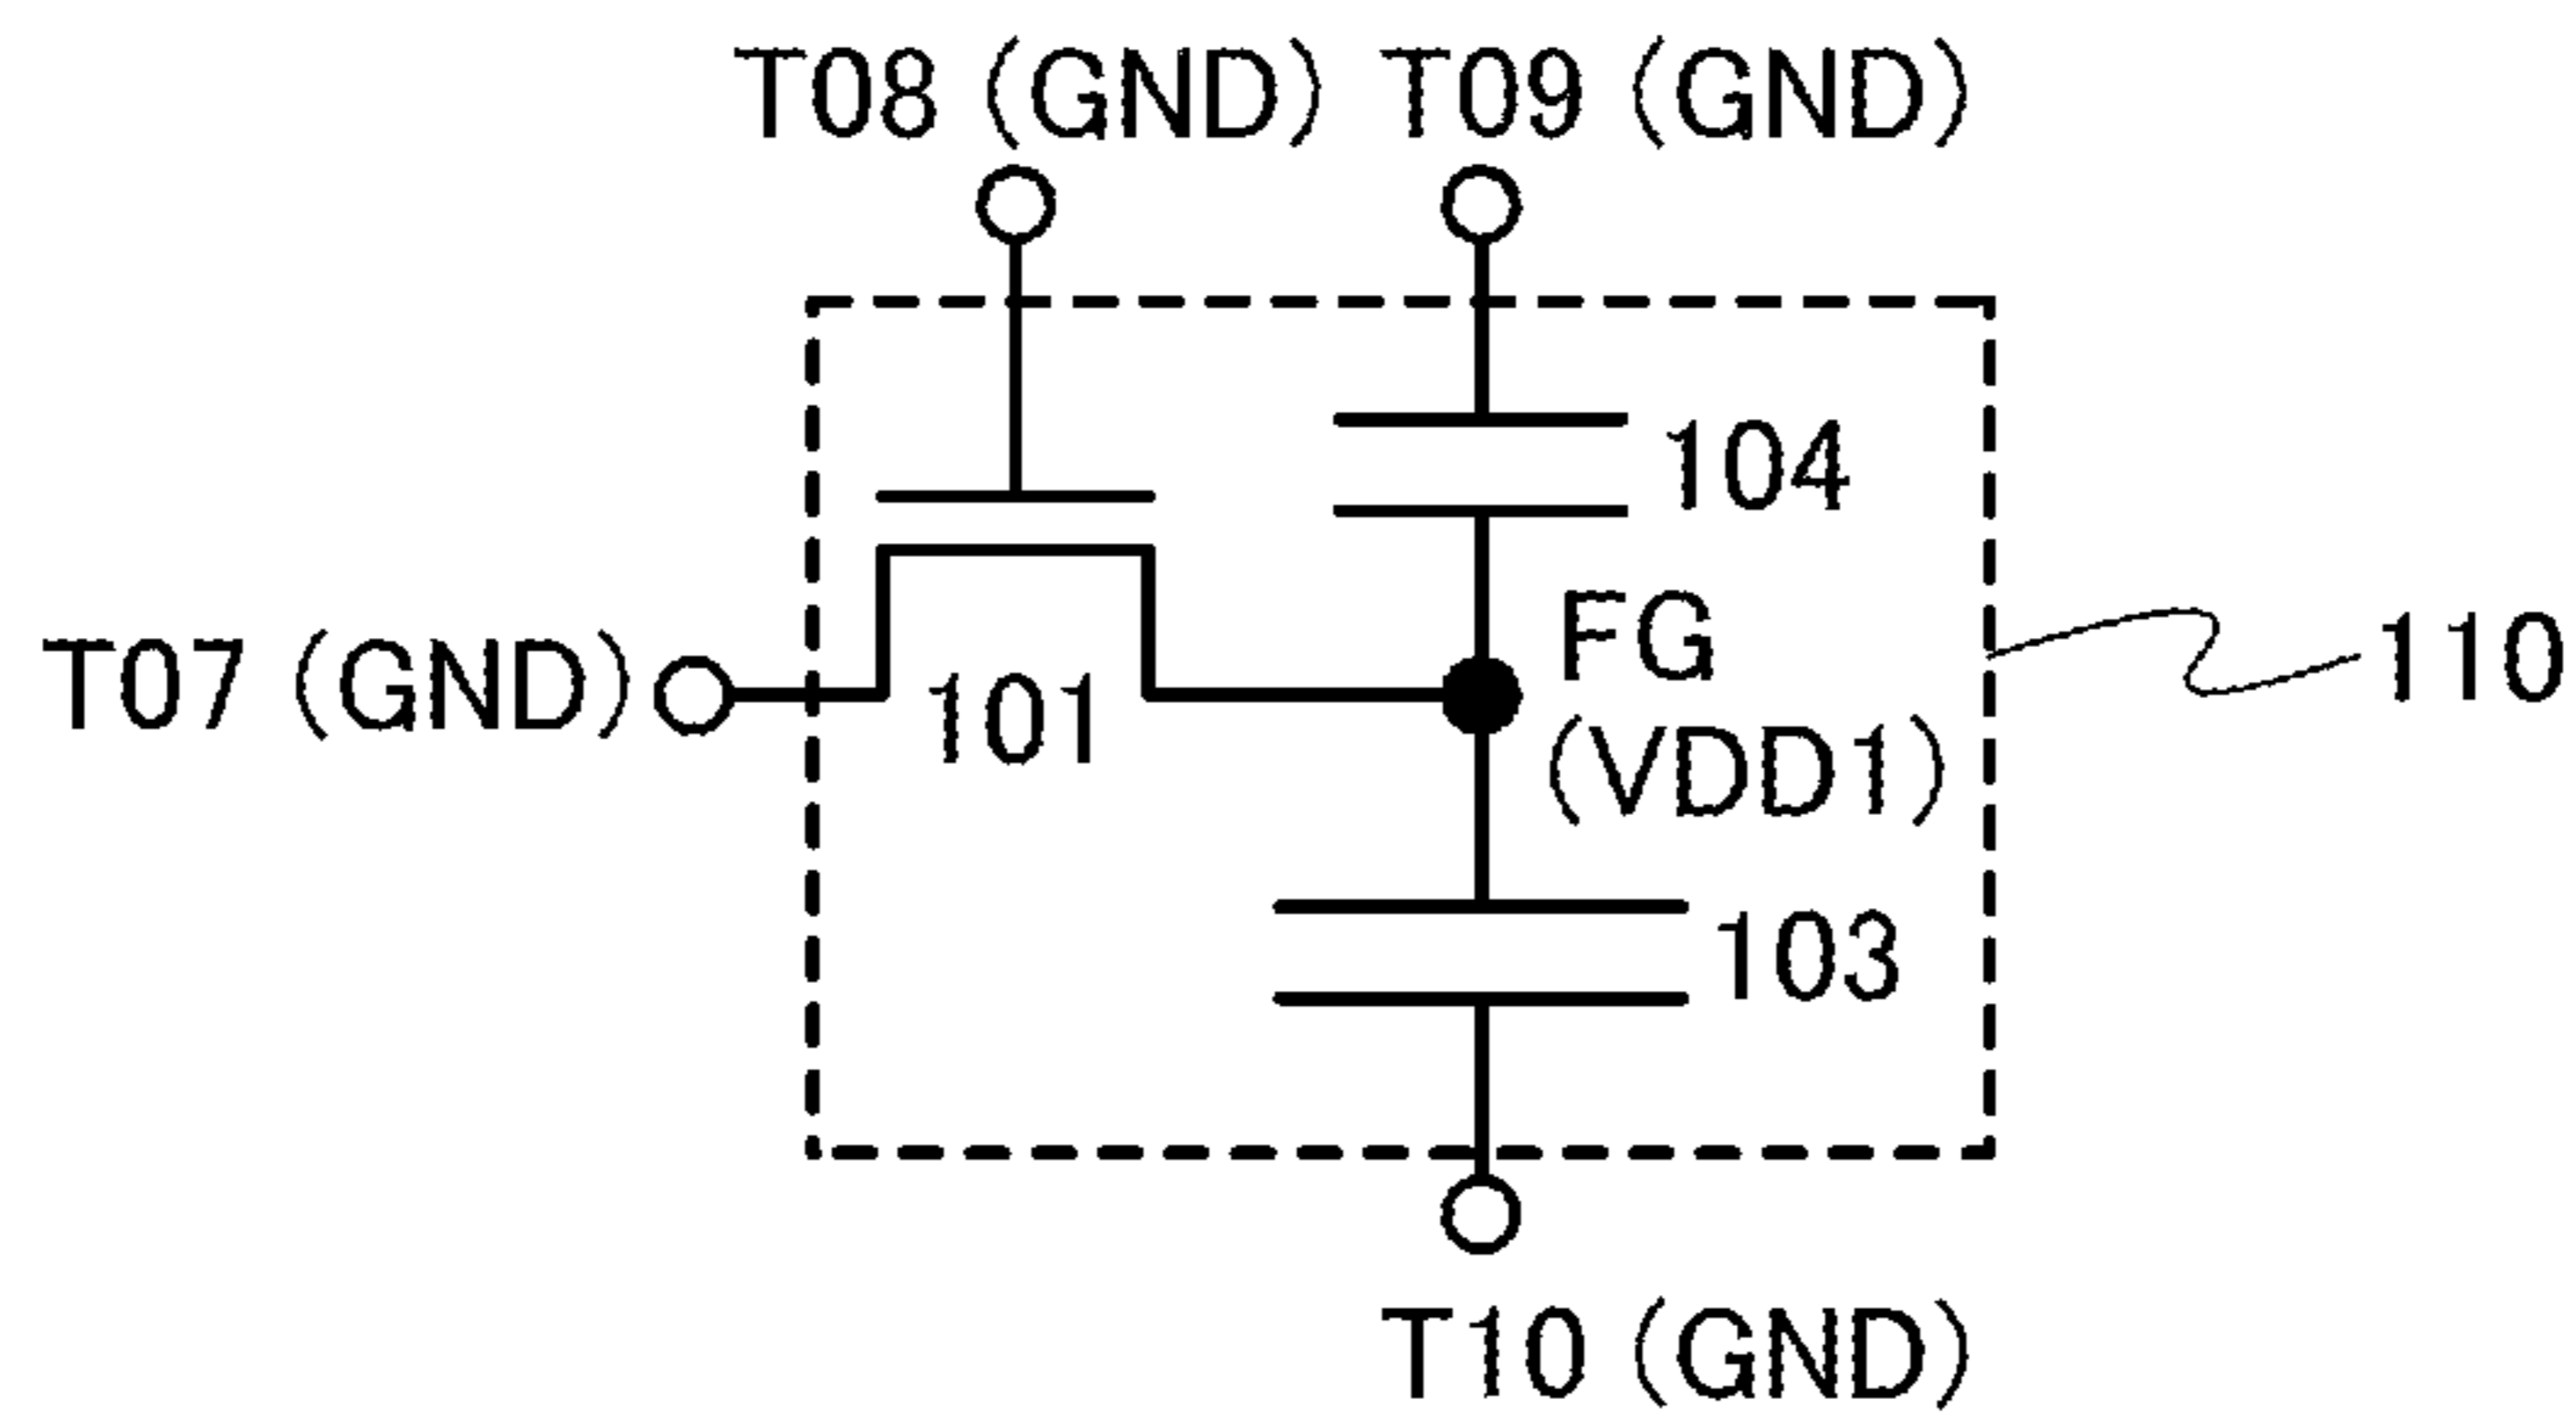 T08 (GND) T09 (GND)
104
FG
(VDD1)
T07 (GND)
101
110
103
T10 (GND)